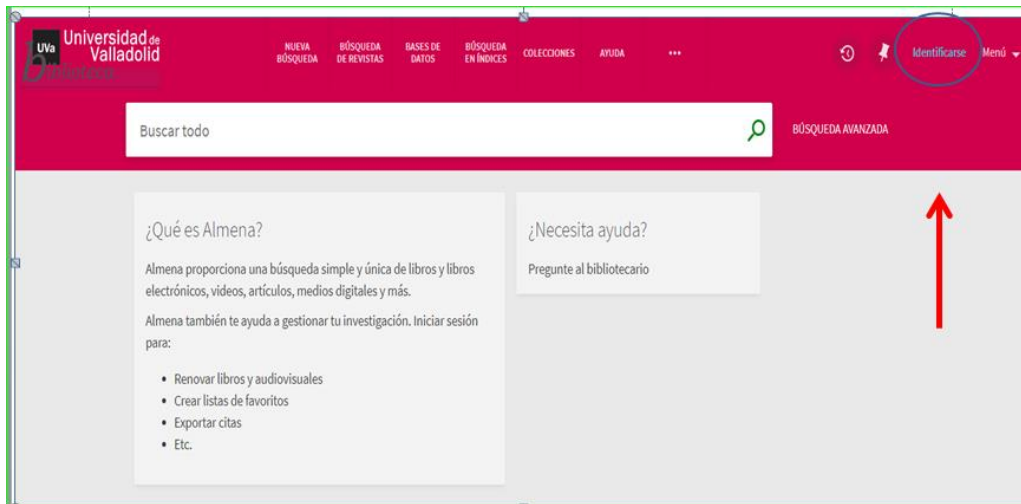 UVa
Universidad de
Valladolid
biblioteca
NUEVA
BÚSQUEDA
BÚSQUEDA
DE REVISTAS
BASES DE
DATOS
BÚSQUEDA
EN ÍNDICES
COLECCIONES
AYUDA
•••
Identificarse
Menú
Buscar todo
BÚSQUEDA AVANZADA
¿Qué es Almena?
Almena proporciona una búsqueda simple y única de libros y libros
electrónicos, videos, artículos, medios digitales y más.
Almena también te ayuda a gestionar tu investigación. Iniciar sesión
para:
• Renovar libros y audiovisuales
• Crear listas de favoritos
• Exportar citas
• Etc.
¿Necesita ayuda?
Pregunte al bibliotecario